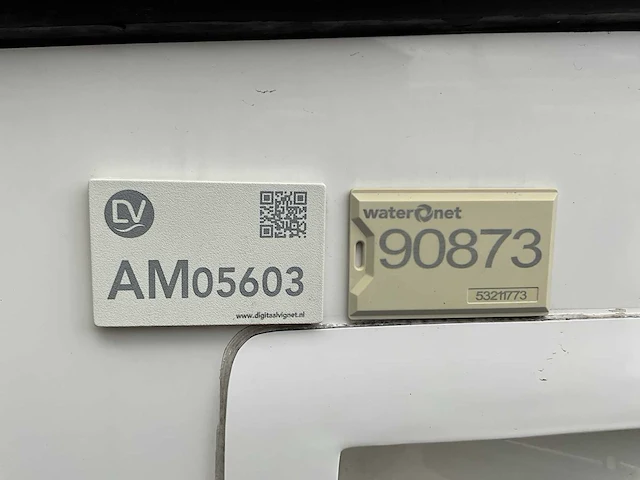 DV
AM05603
www.digitaalvignet.nl
waternet
90873
53211773